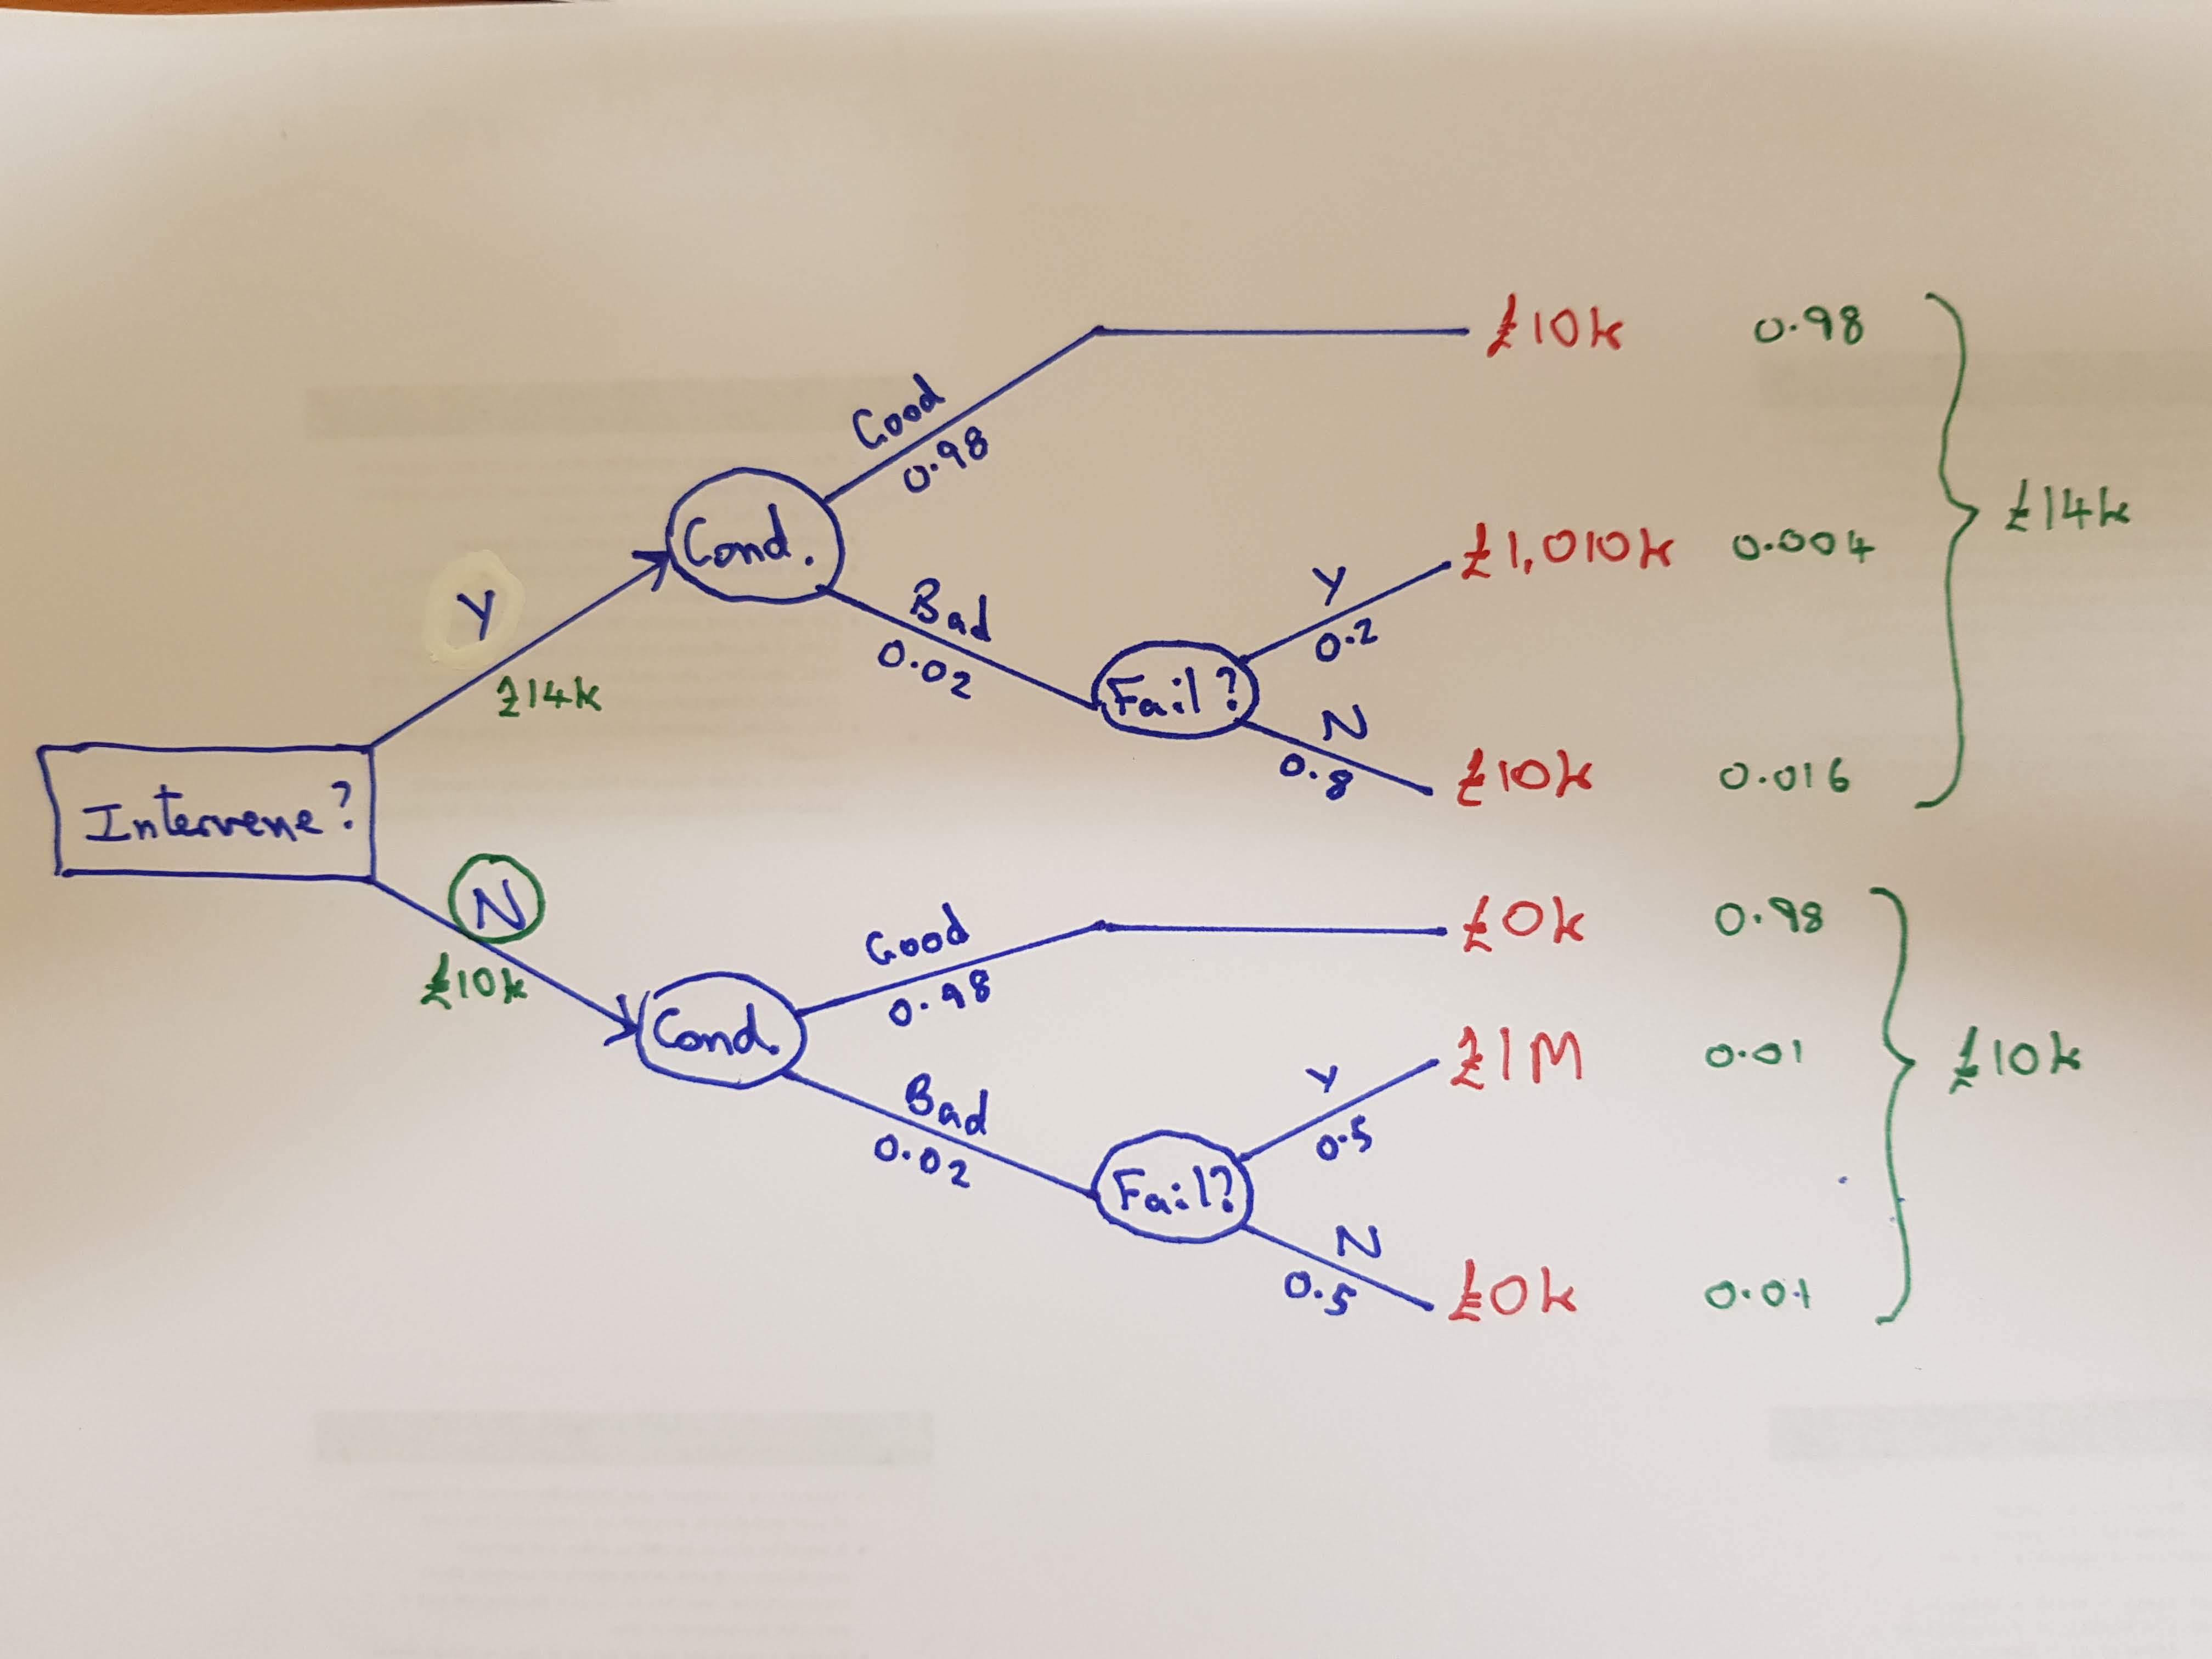 Intervene?
Y
£14k
N
£10k
Cond.
Good
0.98
Bad
0.02
Fail?
Y
0.2
N
0.8
£10k 0.98
£1,010k 0.004
£10k 0.016
£14k
Cond.
Good
0.98
Bad
0.02
Fail?
Y
0.5
N
0.5
£0k 0.98
£1M 0.01
£0k 0.01
£10k